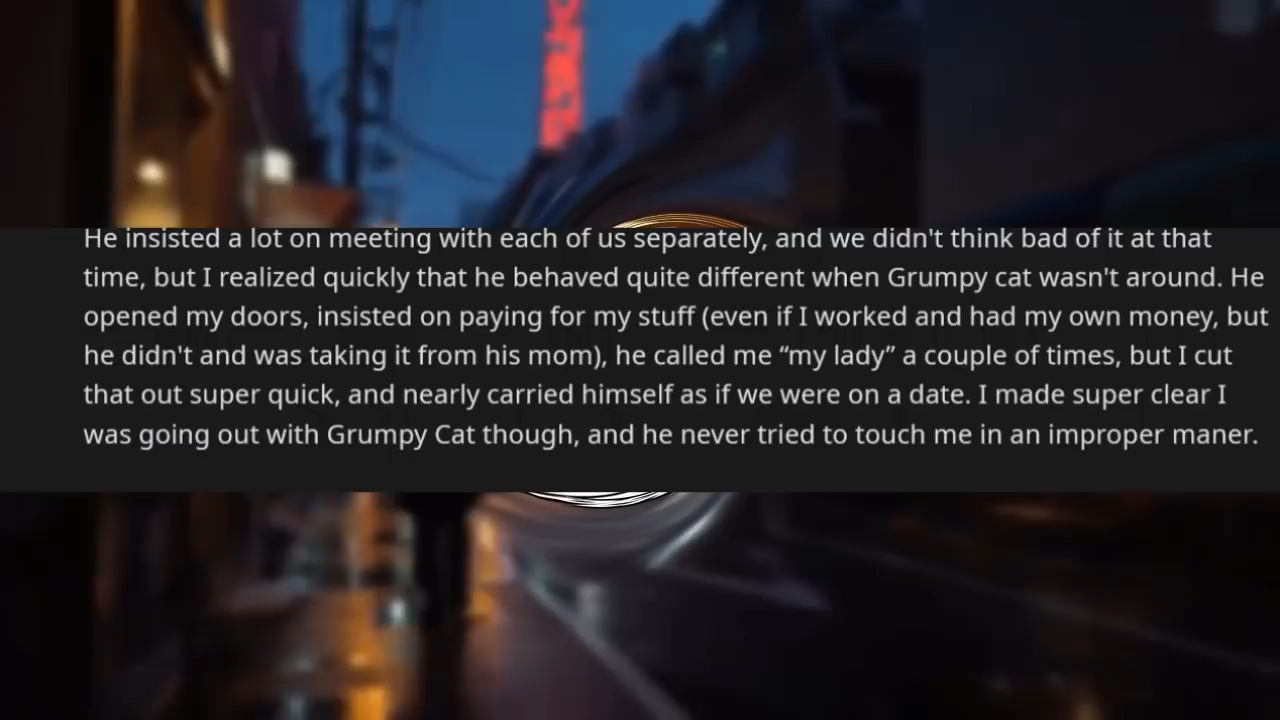 He insisted a lot on meeting with each of us separately, and we didn't think bad of it at that
time, but I realized quickly that he behaved quite different when Grumpy cat wasn't around. He
opened my doors, insisted on paying for my stuff (even if I worked and had my own money, but
he didn't and was taking it from his mom), he called me “my lady” a couple of times, but I cut
that out super quick, and nearly carried himself as if we were on a date. I made super clear I
was going out with Grumpy Cat though, and he never tried to touch me in an improper maner.